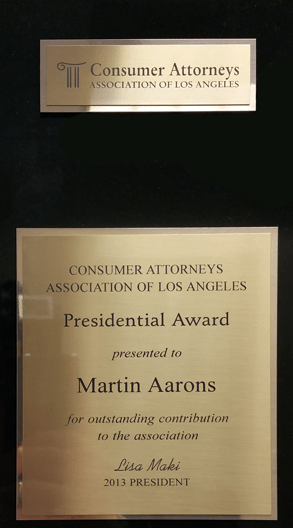 Consumer Attorneys
ASSOCIATION OF LOS ANGELES
CONSUMER ATTORNEYS
ASSOCIATION OF LOS ANGELES
Presidential Award
presented to
Martin Aarons
for outstanding contribution
to the association
Lisa Maki
2013 PRESIDENT